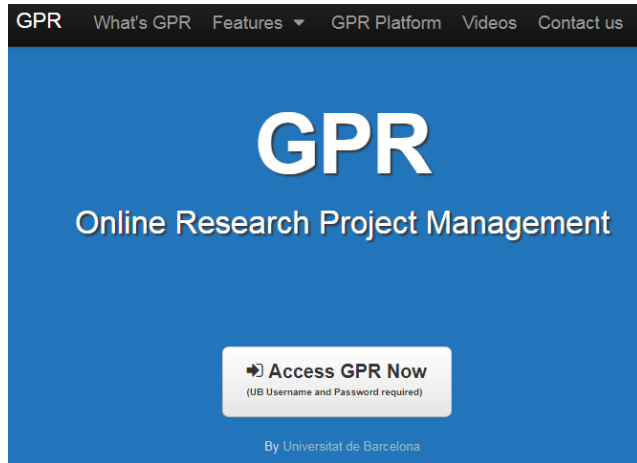 GPR What's GPR Features GPR Platform Videos Contact us
GPR
Online Research Project Management
Access GPR Now
(UB Username and Password required)
By Universitat de Barcelona